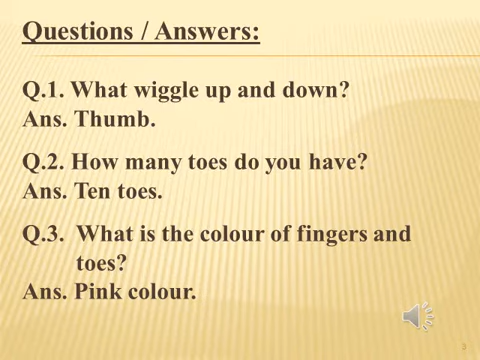 Questions / Answers:
Q.1. What wiggle up and down?
Ans. Thumb.
Q.2. How many toes do you have?
Ans. Ten toes.
Q.3. What is the colour of fingers and
toes?
Ans. Pink colour.
3